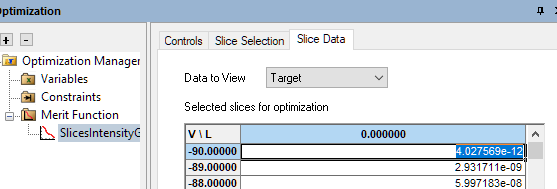 Optimization
+ -
Optimization Manager
Variables
Constraints
Merit Function
SlicesIntensityG
Controls Slice Selection Slice Data
Data to View Target
Selected slices for optimization
V \ L 0.000000
-90.00000 4.027569e-12
-89.00000 2.931711e-09
-88.00000 5.997183e-08